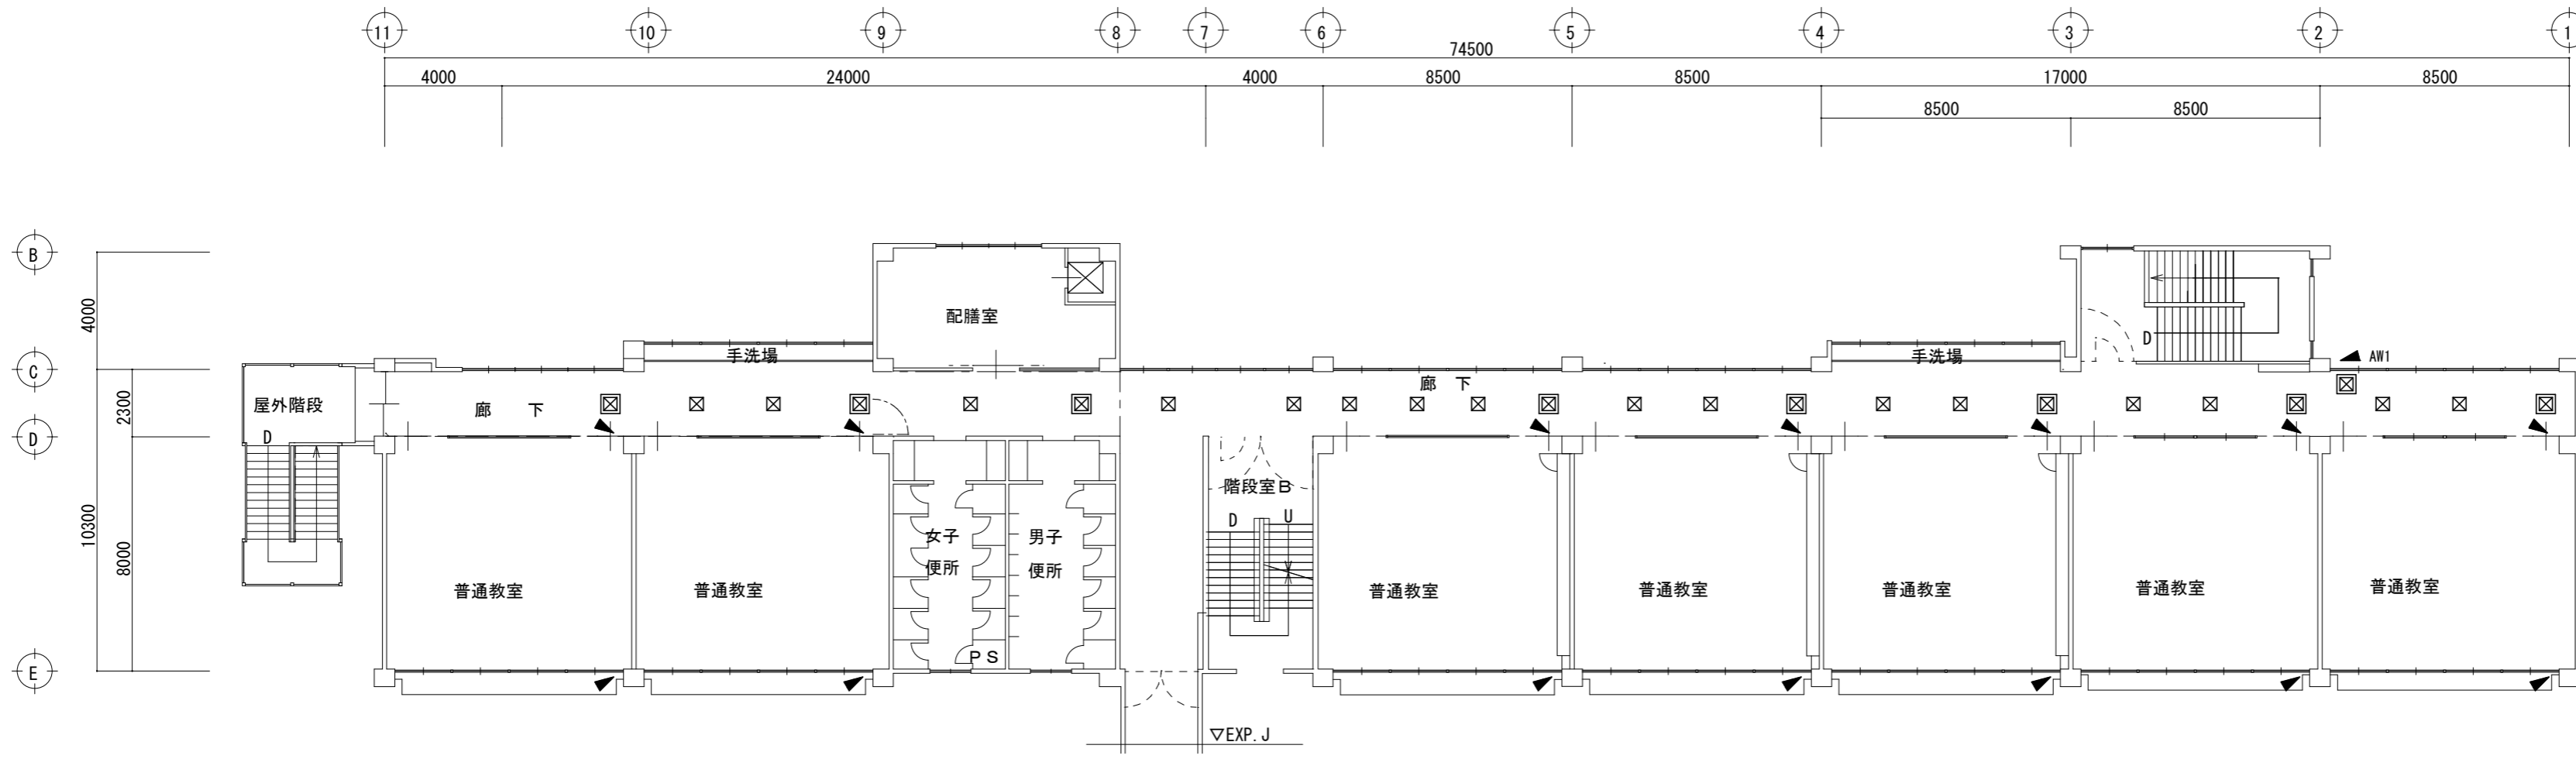 11 10 9 8 7 6 5 4 3 2 1
74500
4000 24000 4000 8500 8500 17000 8500
8500 8500
B
4000
配膳室
手洗場
手洗場
D
C
AW1
2300
屋外階段
廊 下
廊 下
D
D
10300
8000
階段室B
D U
女子
便所
男子
便所
普通教室
普通教室
普通教室
普通教室
普通教室
普通教室
普通教室
PS
E
▽EXP.J